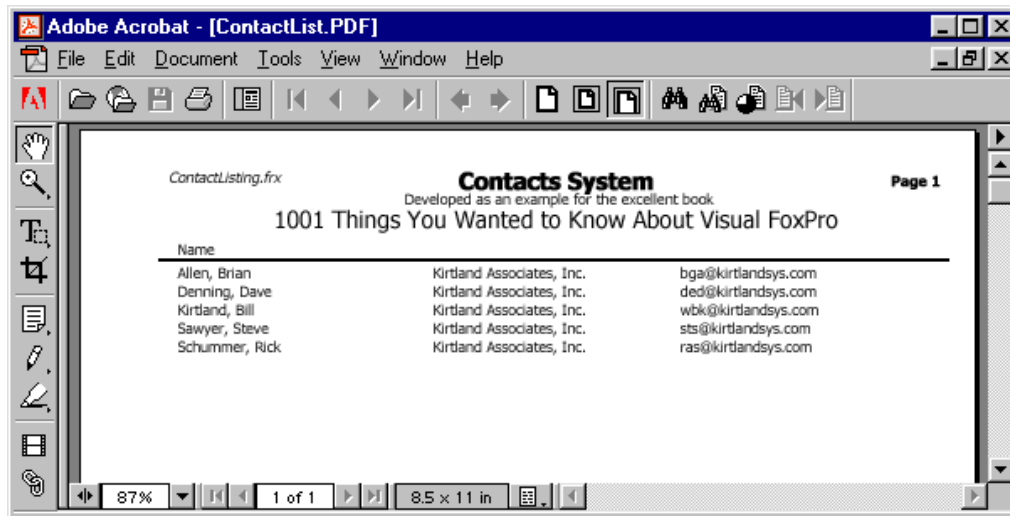 Adobe Acrobat - [ContactList.PDF]
File Edit Document Tools View Window Help
ContactListing.frx
Contacts System
Page 1
Developed as an example for the excellent book
1001 Things You Wanted to Know About Visual FoxPro
Name
Allen, Brian Kirtland Associates, Inc. bga@kirtlandsys.com
Denning, Dave Kirtland Associates, Inc. ded@kirtlandsys.com
Kirtland, Bill Kirtland Associates, Inc. wbk@kirtlandsys.com
Sawyer, Steve Kirtland Associates, Inc. sts@kirtlandsys.com
Schummer, Rick Kirtland Associates, Inc. ras@kirtlandsys.com
87% 1 of 1 8.5 x 11 in